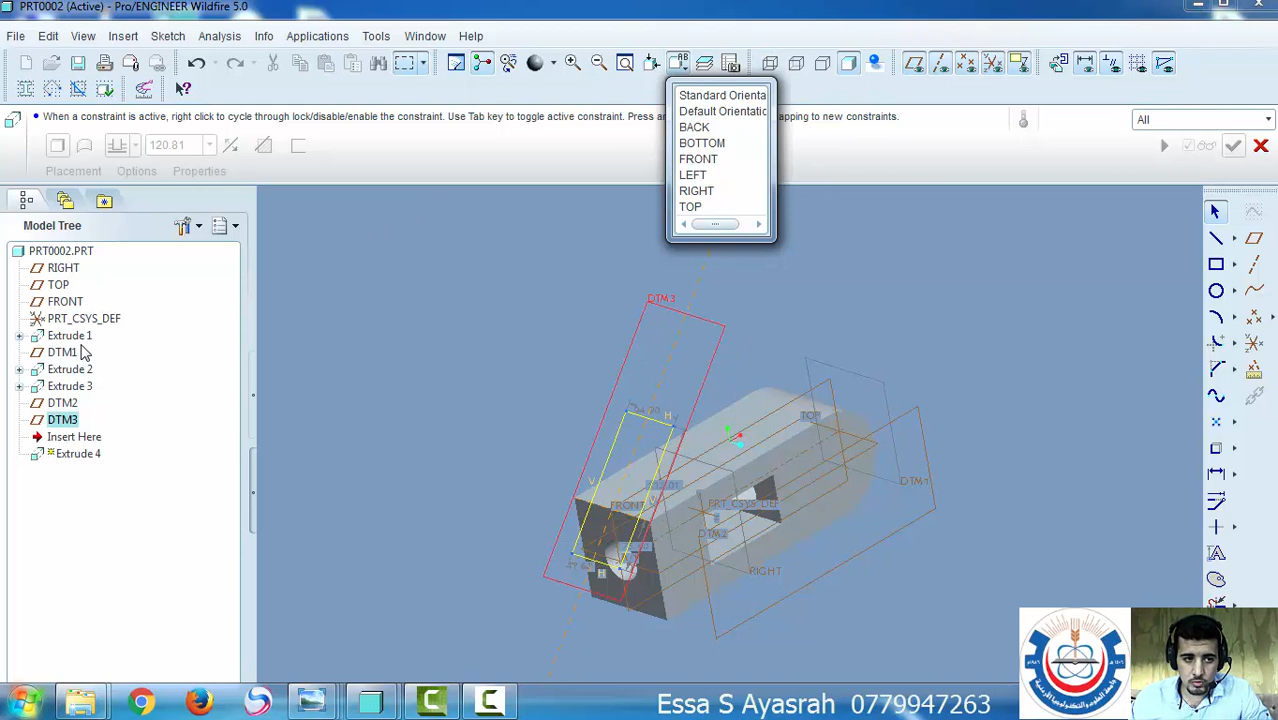 PRT0002 (Active) - Pro/ENGINEER Wildfire 5.0
File Edit View Insert Sketch Analysis Info Applications Tools Window Help
When a constraint is active, right click to cycle through lock/disable/enable the constraint. Use Tab key to toggle active constraint. Press an
apping to new constraints.
All
120.81
Placement Options Properties
Standard Orienta
Default Orientatio
BACK
BOTTOM
FRONT
LEFT
RIGHT
TOP
Model Tree
PRT0002.PRT
RIGHT
TOP
FRONT
PRT_CSYS_DEF
Extrude 1
DTM1
Extrude 2
Extrude 3
DTM2
DTM3
Insert Here
Extrude 4
DTM3
H
TOP
V
V
FRONT
PRT_CSYS_DEF
DTM1
DTM2
RIGHT
H
Essa S Ayasrah 0779947263